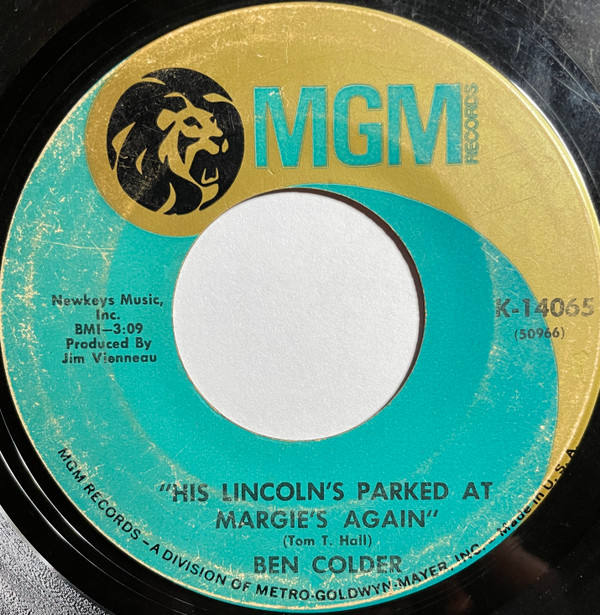 MGM
RECORDS
Newkeys Music,
Inc.
BMI—3:09
Produced By
Jim Vienneau
K-14065
(50966)
"HIS LINCOLN'S PARKED AT
MARGIE'S AGAIN"
(Tom T. Hall)
BEN COLDER
MGM RECORDS – A DIVISION OF METRO-GOLDWYN-MAYER, INC. – Made in U. S. A.